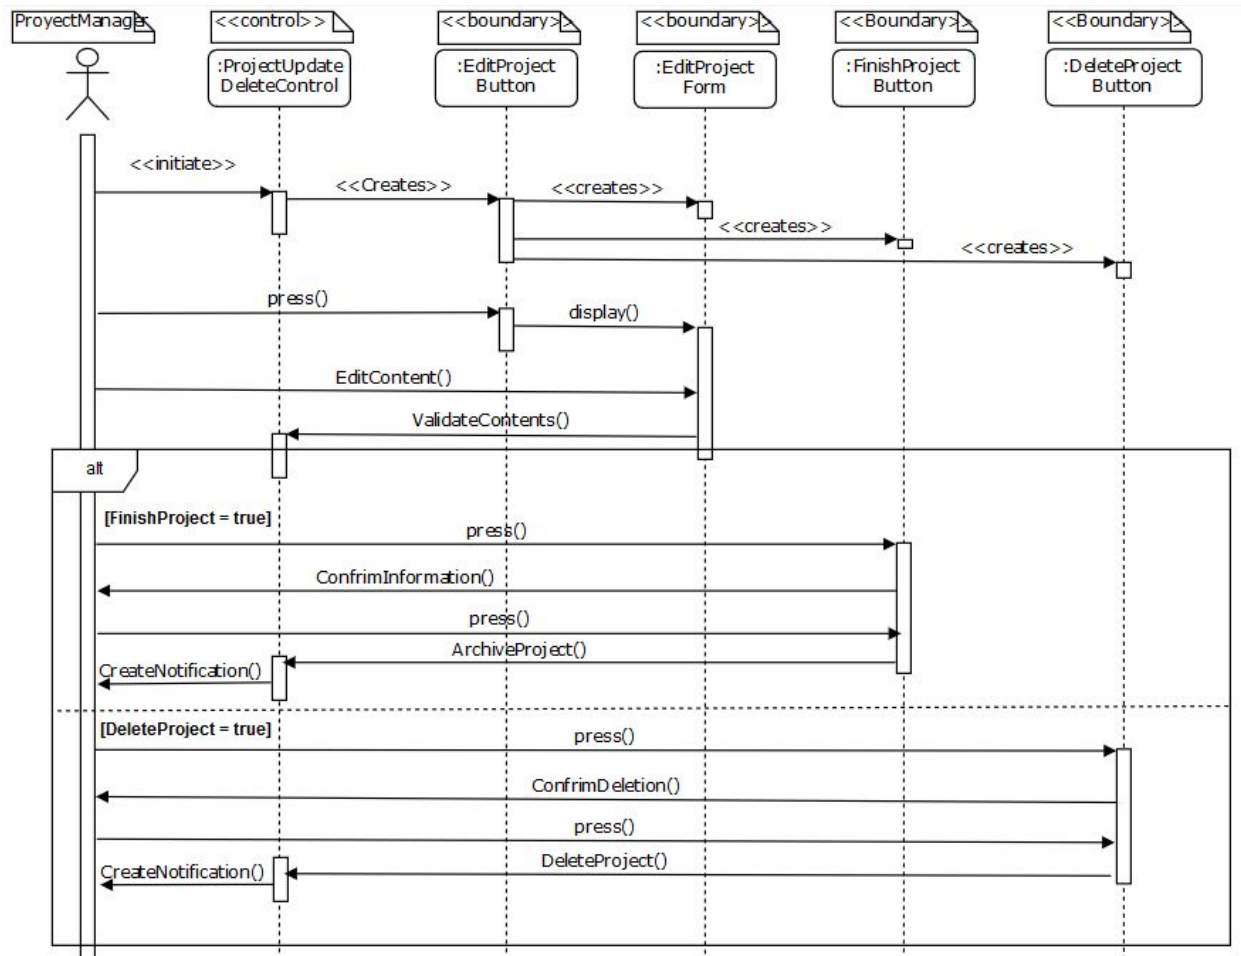 ProyectManager
<<control>>
<<boundary>>
<<boundary>>
<<Boundary>>
<<Boundary>>
:ProjectUpdate
DeleteControl
:EditProject
Button
:EditProject
Form
:FinishProject
Button
:DeleteProject
Button
<<initiate>>
<<Creates>>
<<creates>>
<<creates>>
<<creates>>
press()
display()
EditContent()
ValidateContents()
alt
[FinishProject = true]
press()
ConfrimInformation()
press()
ArchiveProject()
CreateNotification()
[DeleteProject = true]
press()
ConfrimDeletion()
press()
DeleteProject()
CreateNotification()